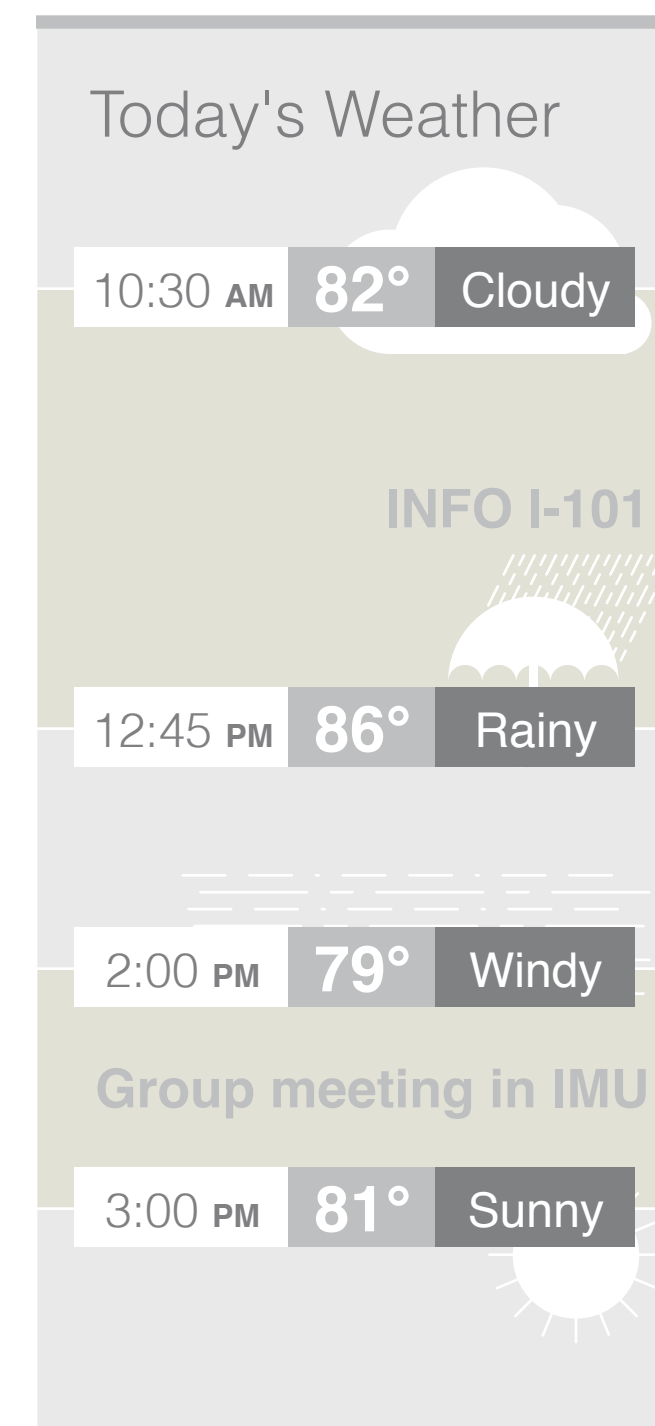 Today's Weather
10:30 AM 82° Cloudy
INFO I-101
12:45 PM 86° Rainy
2:00 PM 79° Windy
Group meeting in IMU
3:00 PM 81° Sunny